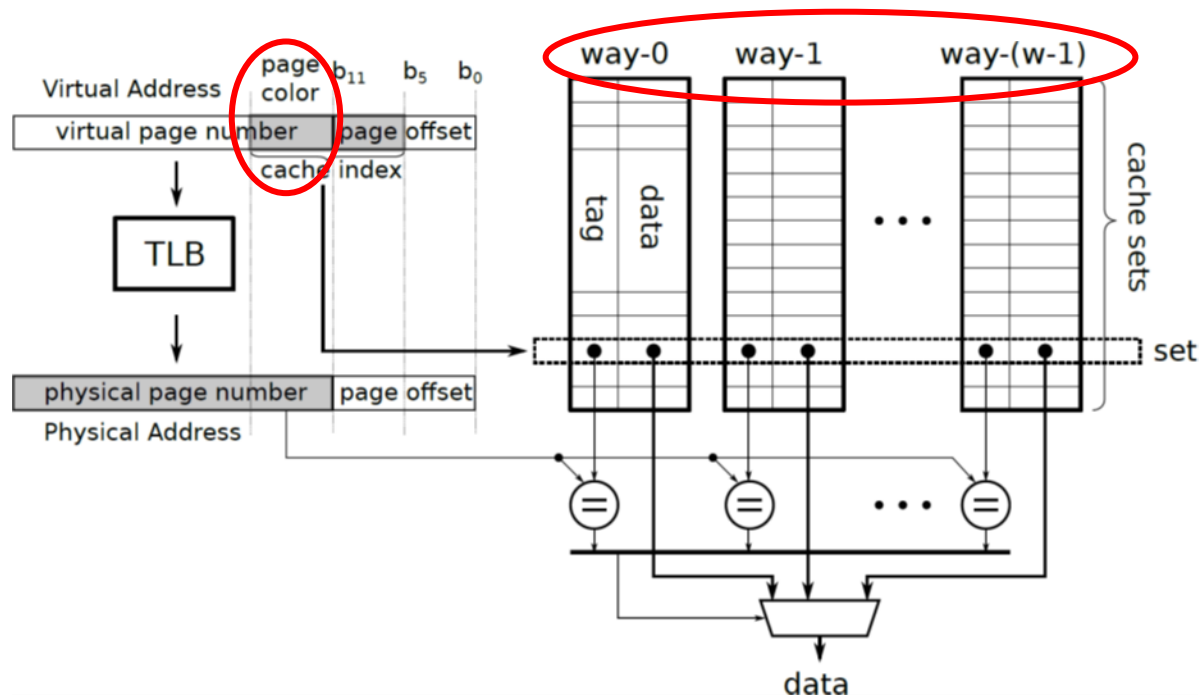 way-0 way-1 way-(w-1)
page
color
b11 b5 b0
Virtual Address
virtual page number page offset
cache index
TLB
physical page number page offset
Physical Address
tag data
• • •
cache sets
set
= = • • • =
data